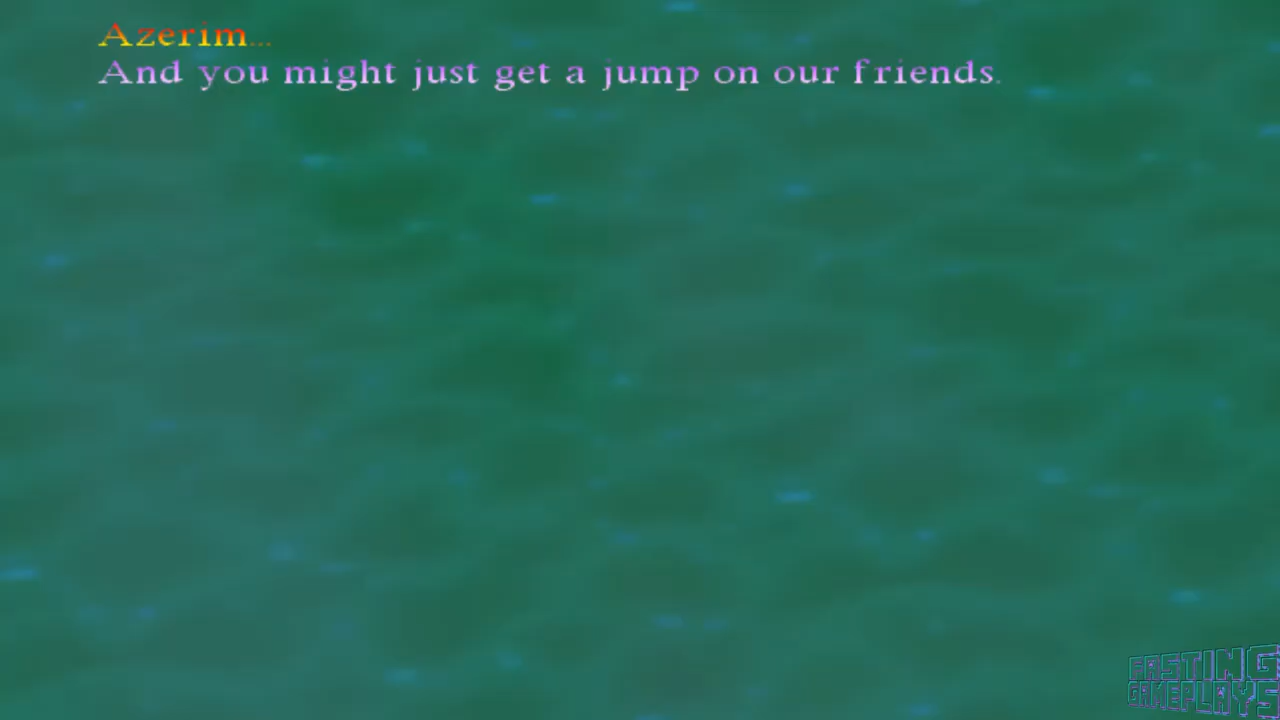 Azerim...
And you might just get a jump on our friends.
FASTING
GAMEPLAYS